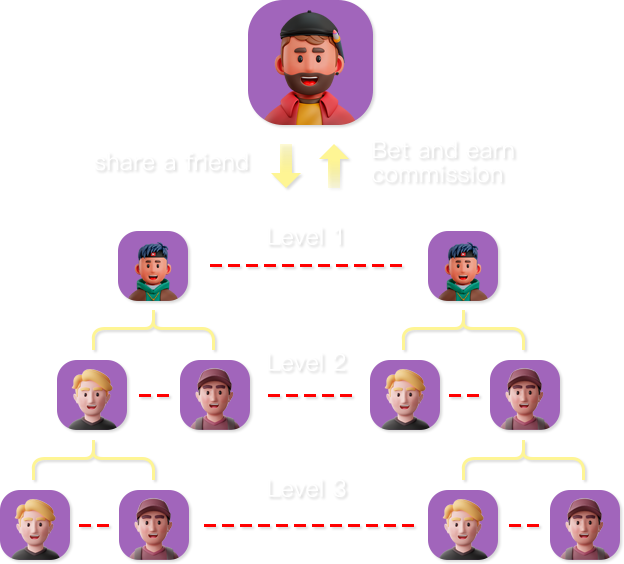 share a friend
Bet and earn
commission
Level 1
Level 2
Level 3